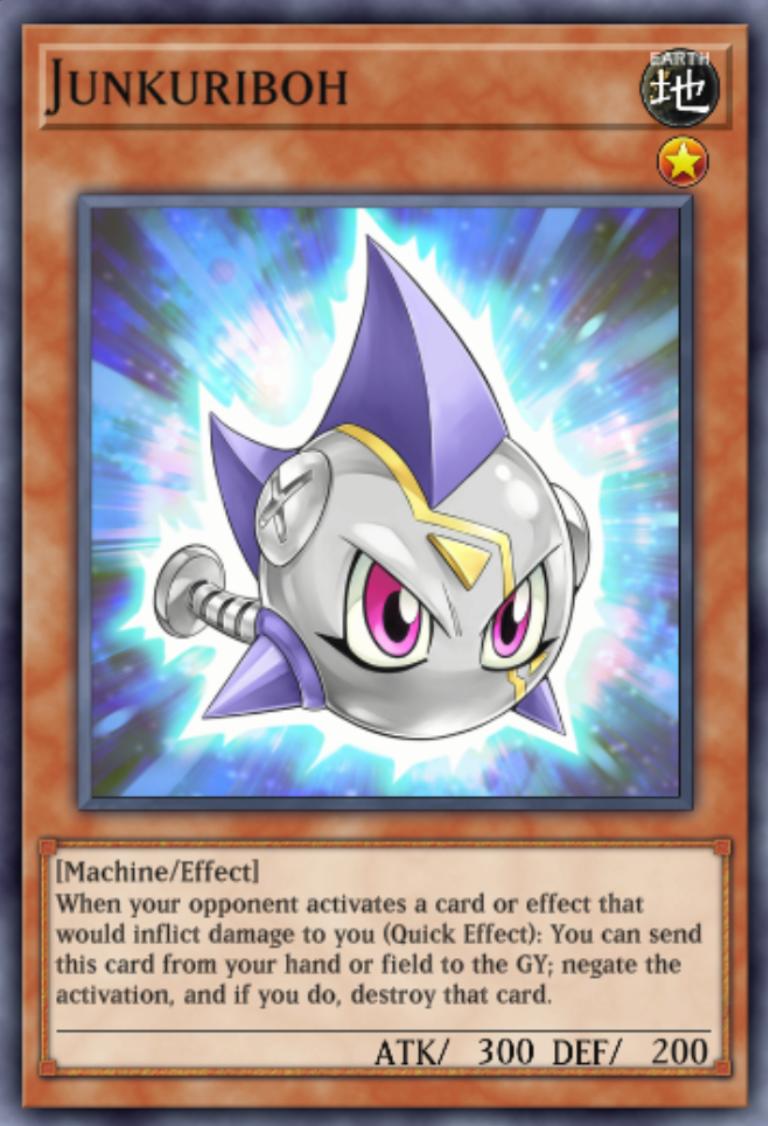 JUNKURIBOH
EARTH
地
[Machine/Effect]
When your opponent activates a card or effect that
would inflict damage to you (Quick Effect): You can send
this card from your hand or field to the GY; negate the
activation, and if you do, destroy that card.
ATK/ 300 DEF/ 200